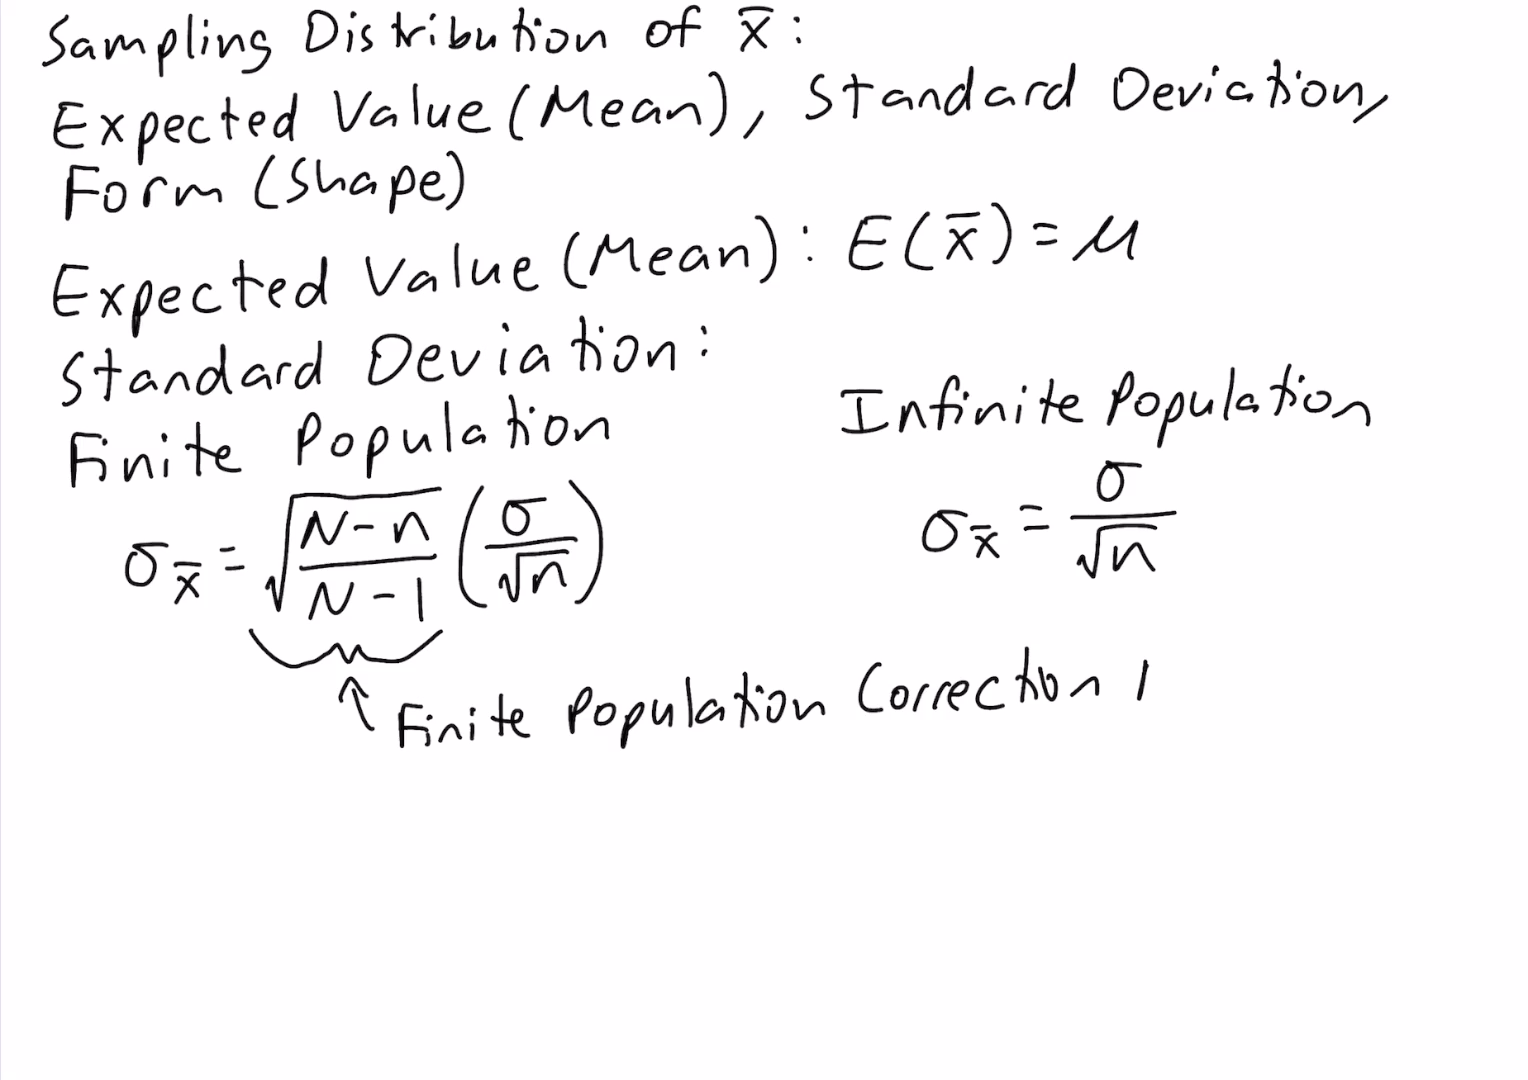 Sampling Distribution of x̄:
Expected Value (Mean), Standard Deviation,
Form (Shape)
Expected Value (Mean): E(x̄) = μ
Standard Deviation:
Finite Population
σx̄ = √((N-n)/(N-1)) (σ/√n)
Infinite Population
σx̄ = σ/√n
↑ Finite Population Correction